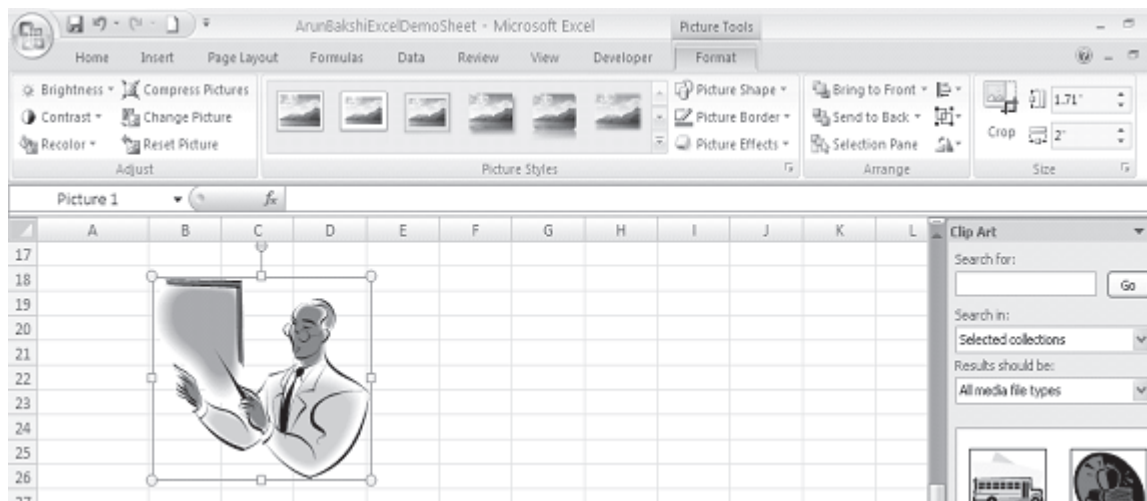 ArunBakshiExcelDemoSheet - Microsoft Excel
Picture Tools
Home Insert Page Layout Formulas Data Review View Developer Format
Brightness Compress Pictures
Contrast Change Picture
Recolor Reset Picture
Adjust
Picture Shape
Picture Border
Picture Effects
Picture Styles
Bring to Front
Send to Back
Selection Pane
Arrange
Crop
1.71"
2"
Size
Picture 1
fx
A B C D E F G H I J K L
17
18
19
20
21
22
23
24
25
26
27
Clip Art
Search for:
Go
Search in:
Selected collections
Results should be:
All media file types